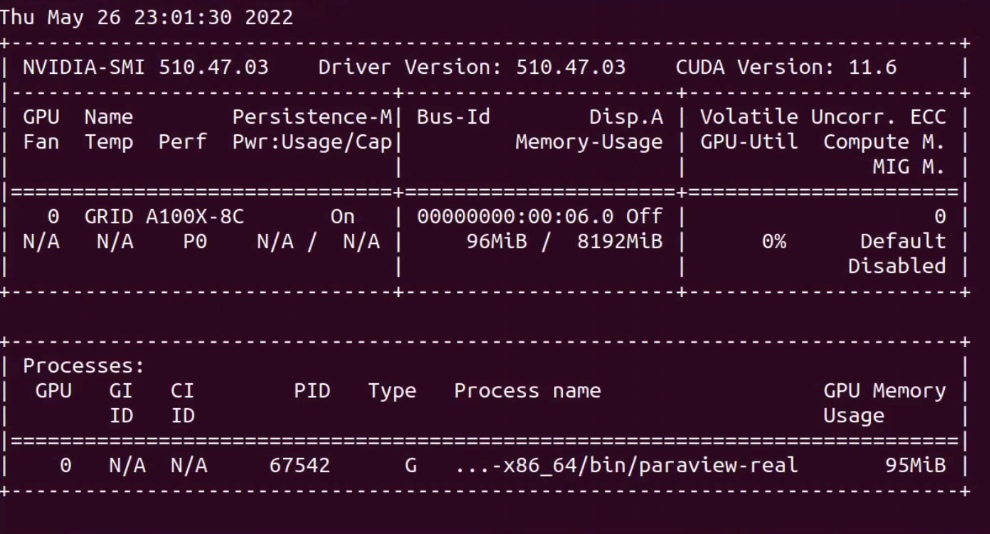 Thu May 26 23:01:30 2022
+-----------------------------------------------------------------------------+
| NVIDIA-SMI 510.47.03    Driver Version: 510.47.03    CUDA Version: 11.6     |
|-------------------------------+----------------------+----------------------+
| GPU  Name        Persistence-M| Bus-Id        Disp.A | Volatile Uncorr. ECC |
| Fan  Temp  Perf  Pwr:Usage/Cap|         Memory-Usage | GPU-Util  Compute M. |
|                               |                      |               MIG M. |
|===============================+======================+======================|
|   0  GRID A100X-8C       On   | 00000000:00:06.0 Off |                    0 |
| N/A   N/A    P0    N/A /  N/A |     96MiB /  8192MiB |      0%      Default |
|                               |                      |             Disabled |
+-------------------------------+----------------------+----------------------+
+-----------------------------------------------------------------------------+
| Processes:                                                                  |
|  GPU   GI   CI        PID   Type   Process name                  GPU Memory |
|        ID   ID                                                   Usage      |
|=============================================================================|
|    0   N/A  N/A     67542      G   ...-x86_64/bin/paraview-real       95MiB |
+-----------------------------------------------------------------------------+